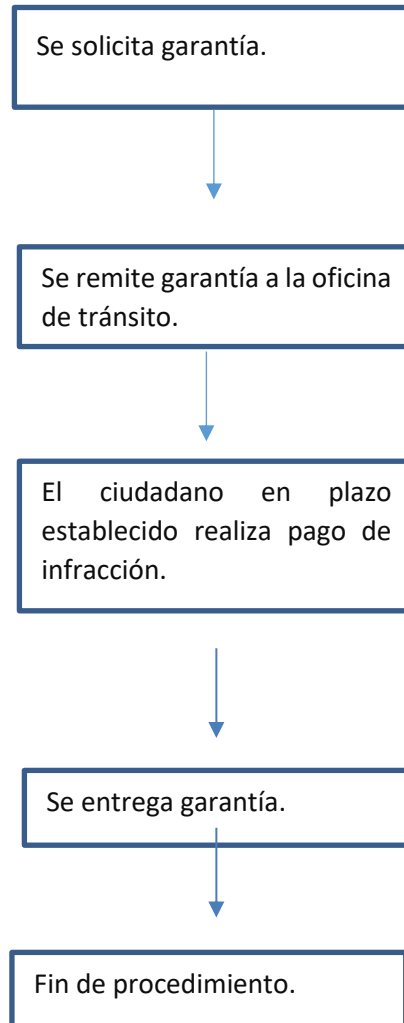 Se solicita garantía.
Se remite garantía a la oficina
de tránsito.
El ciudadano en plazo
establecido realiza pago de
infracción.
Se entrega garantía.
Fin de procedimiento.